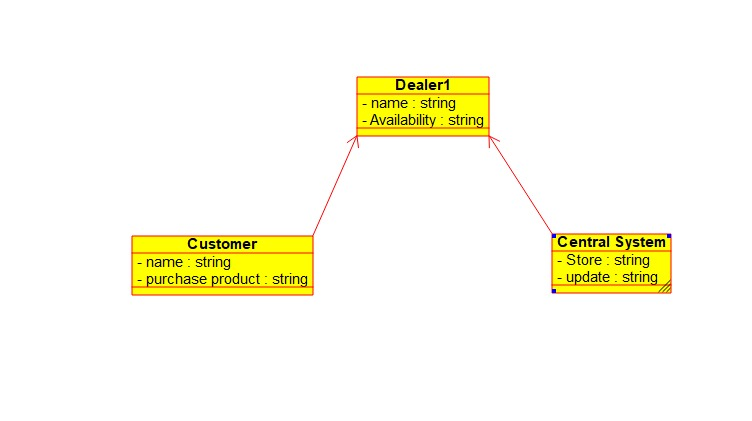 Dealer1
- name : string
- Availability : string
Customer
- name : string
- purchase product : string
Central System
- Store : string
- update : string